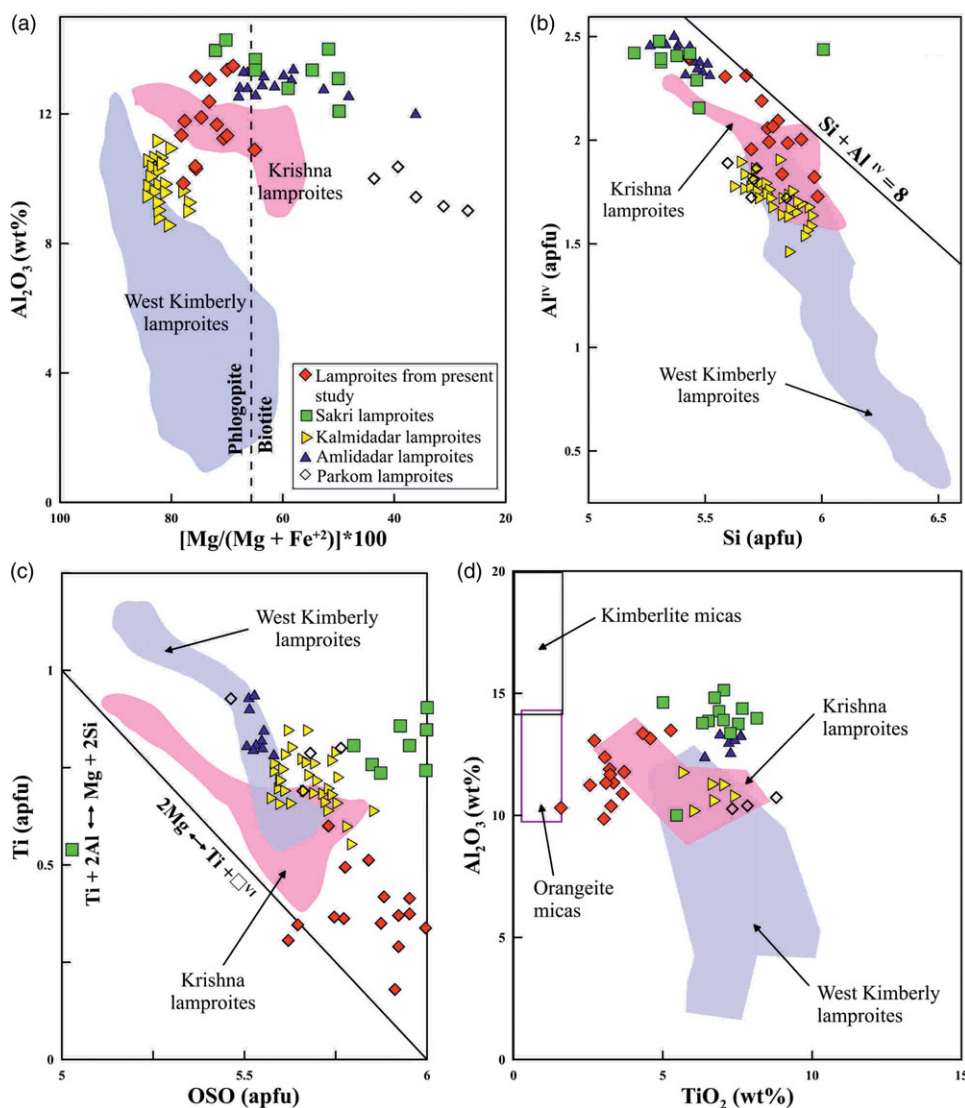 (a)
Al2O3 (wt%)
16
12
8
4
0
100
80
60
40
20
[Mg/(Mg + Fe+2)]*100
Krishna
lamproites
West Kimberly
lamproites
Phlogopite
Biotite
Lamproites from present
study
Sakri lamproites
Kalmidadar lamproites
Amlidadar lamproites
Parkom lamproites
(b)
AlIV (apfu)
2.5
2
1.5
1
0.5
5
5.5
6
6.5
Si (apfu)
Si + Al IV = 8
Krishna
lamproites
West Kimberly
lamproites
(c)
Ti (apfu)
1
0.5
0
5
5.5
6
OSO (apfu)
West Kimberly
lamproites
Ti + 2Al ⟷ Mg + 2Si
2Mg ⟷ Ti + □VI
Krishna
lamproites
(d)
Al2O3 (wt%)
20
15
10
5
0
0
5
10
15
TiO2 (wt%)
Kimberlite micas
Krishna
lamproites
Orangeite
micas
West Kimberly
lamproites